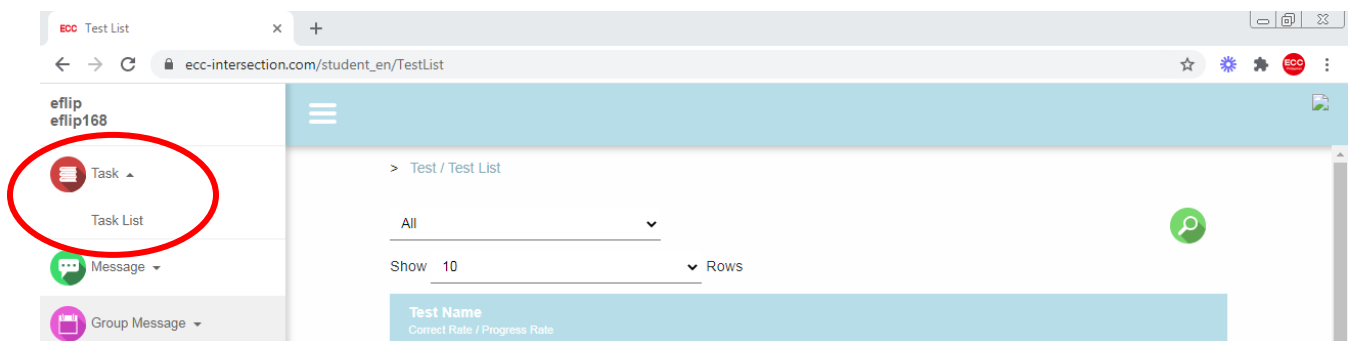 ECC Test List
ecc-intersection.com/student_en/TestList
ECC
eflip
eflip168
Task
Task List
Message
Group Message
> Test / Test List
All
Show 10 Rows
Test Name
Correct Rate / Progress Rate